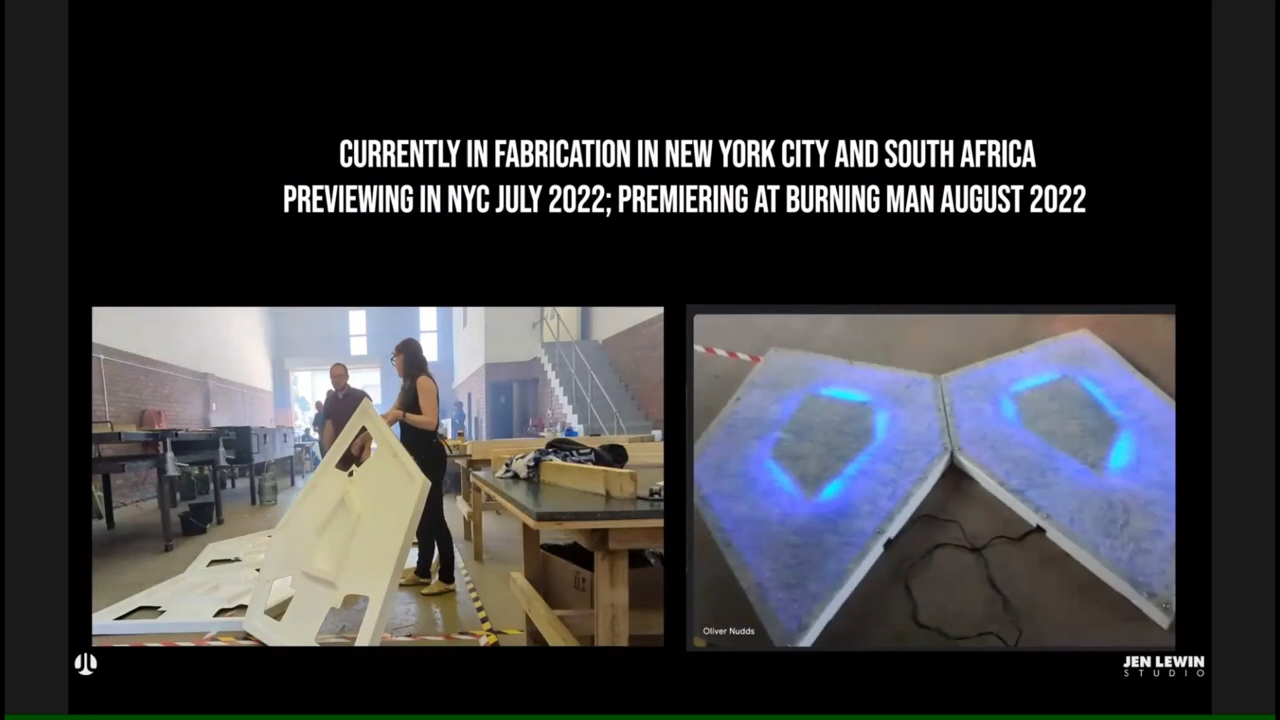 CURRENTLY IN FABRICATION IN NEW YORK CITY AND SOUTH AFRICA
PREVIEWING IN NYC JULY 2022; PREMIERING AT BURNING MAN AUGUST 2022
Oliver Nudds
JEN LEWIN
STUDIO